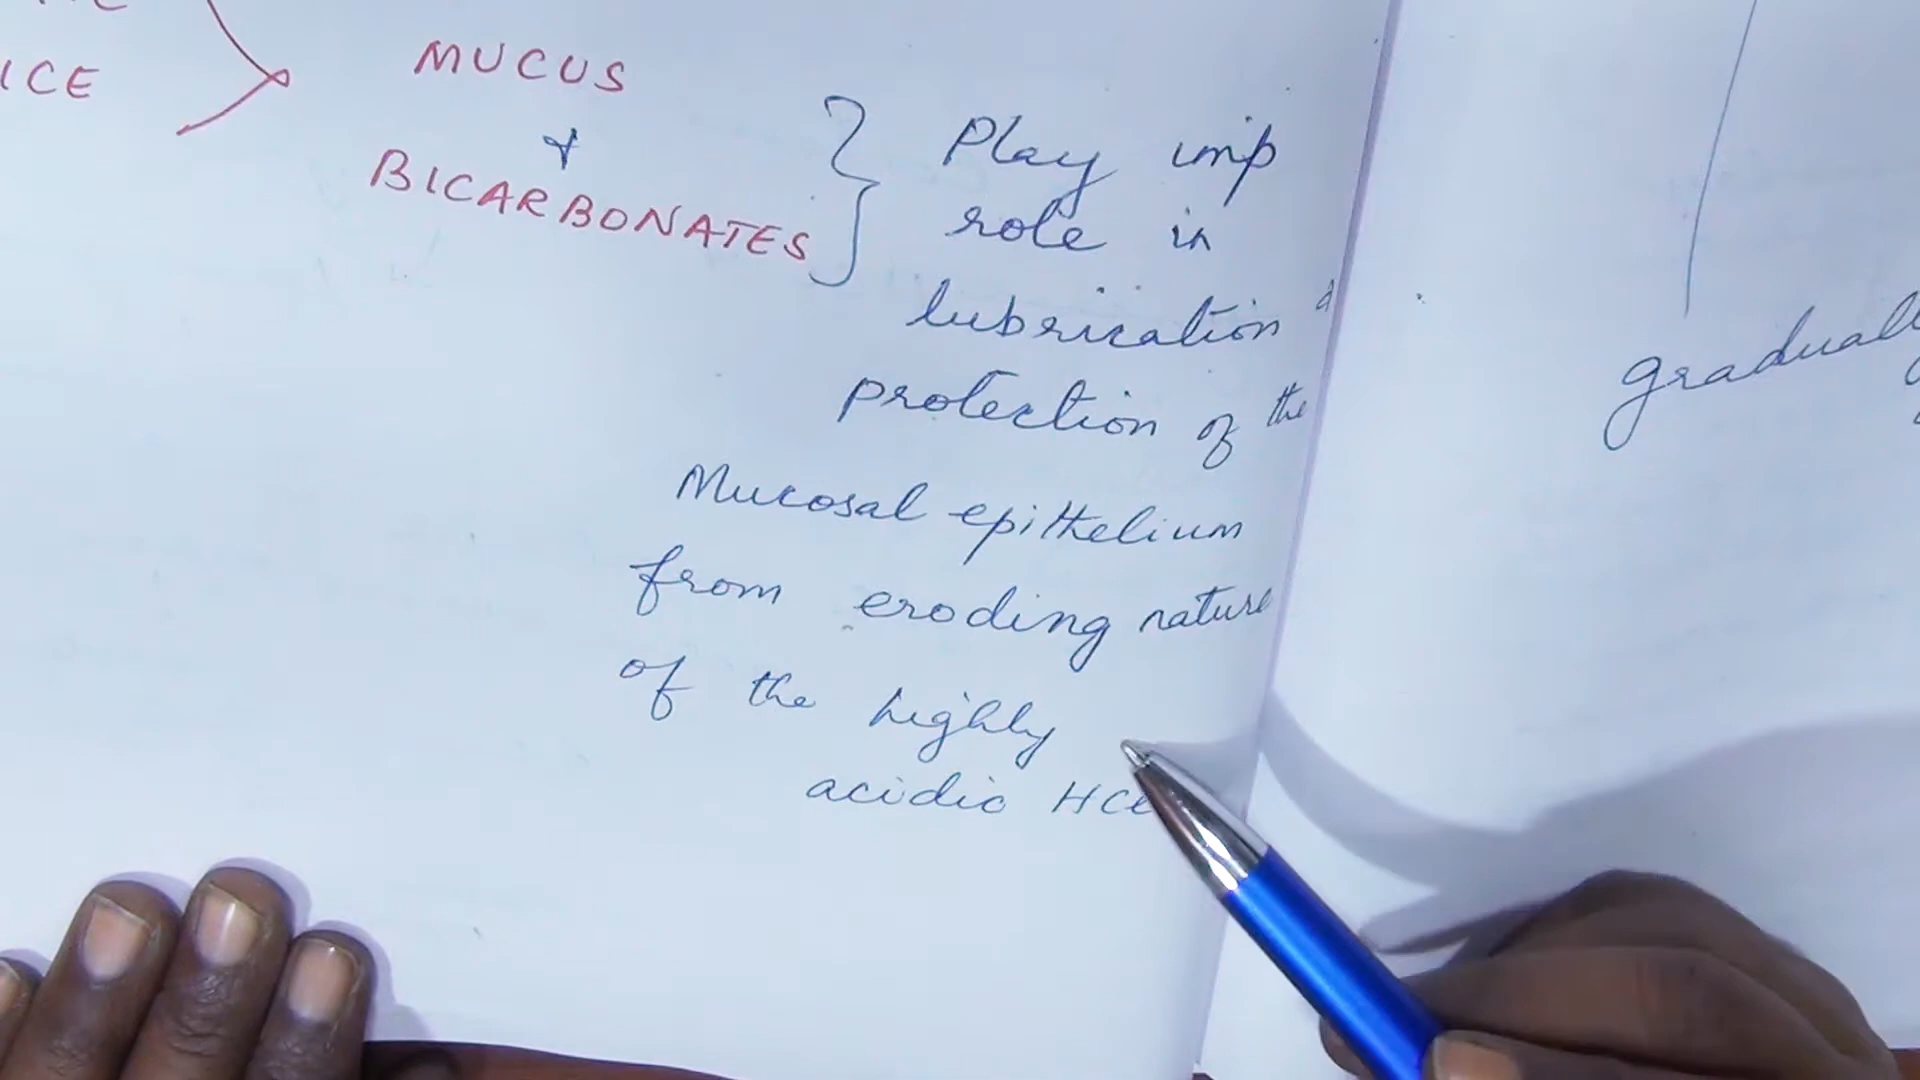 ICE
MUCUS
+
BICARBONATES
Play imp
role in
lubrication
protection of the
Mucosal epithelium
from eroding nature
of the highly
acidic HCl
gradually